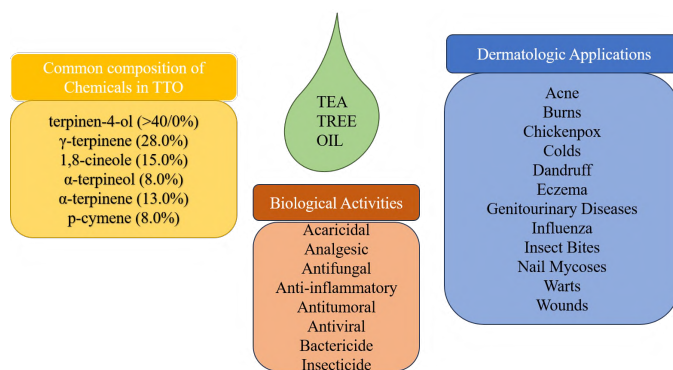 Common composition of
Chemicals in TTO
terpinen-4-ol (>40/0%)
γ-terpinene (28.0%)
1,8-cineole (15.0%)
α-terpineol (8.0%)
α-terpinene (13.0%)
p-cymene (8.0%)
TEA
TREE
OIL
Biological Activities
Acaricidal
Analgesic
Antifungal
Anti-inflammatory
Antitumoral
Antiviral
Bactericide
Insecticide
Dermatologic Applications
Acne
Burns
Chickenpox
Colds
Dandruff
Eczema
Genitourinary Diseases
Influenza
Insect Bites
Nail Mycoses
Warts
Wounds